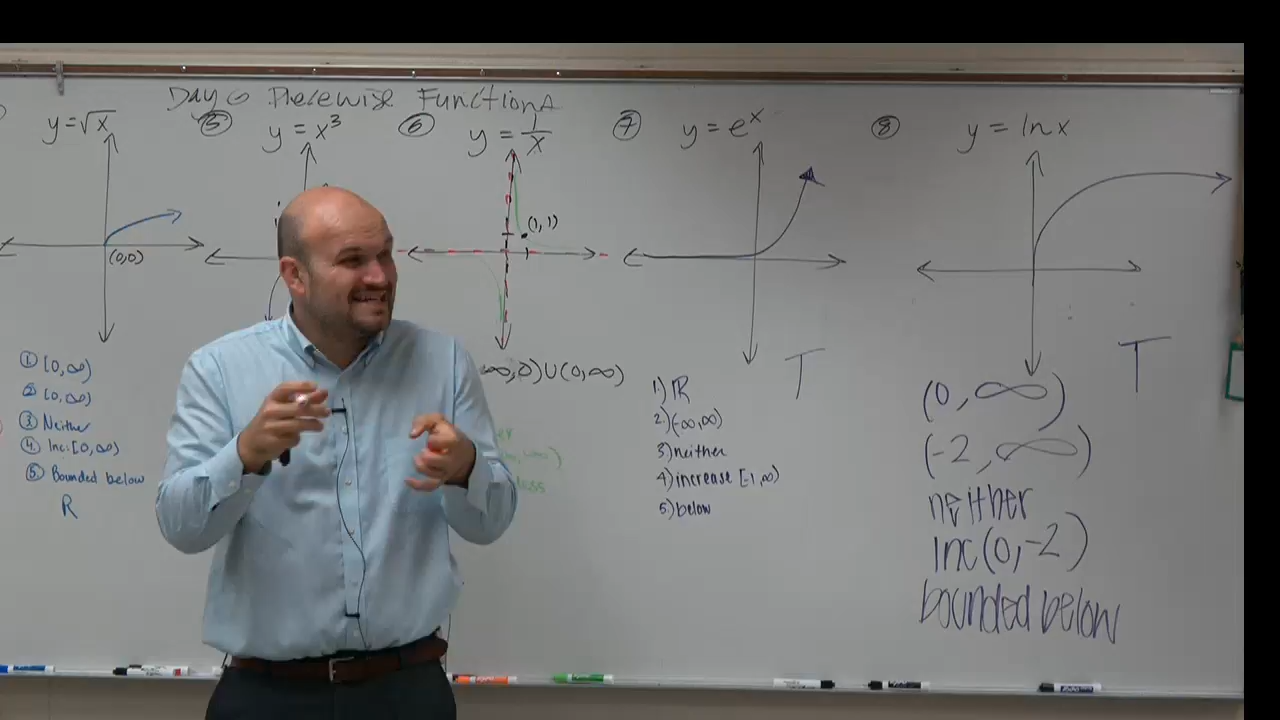 Day 6 Piecewise Functions
y=√x
(0,0)
① [0,∞)
② [0,∞)
③ Neither
④ Inc: [0,∞)
⑤ Bounded below
R
⑤ y = x³
⑥ y = 1/x
(1,1)
∞,0)∪(0,∞)
⑦ y = eˣ
T
1.) ℝ
2.) (-∞,∞)
3) neither
4) increase [-1,∞)
5) below
⑧ y = ln x
T
(0,∞)
(-2,∞)
neither
inc(0,-2)
bounded below